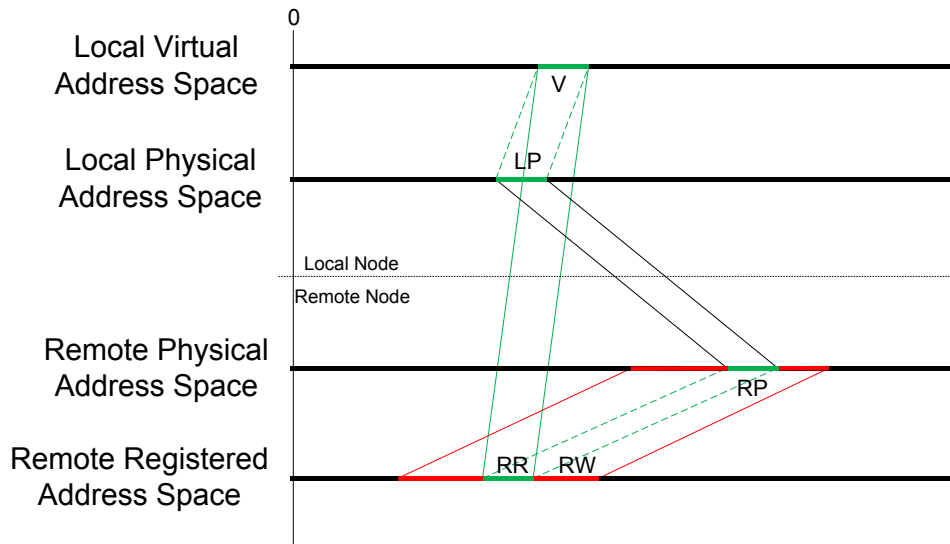 0
Local Virtual
Address Space
V
Local Physical
Address Space
LP
Local Node
Remote Node
Remote Physical
Address Space
RP
Remote Registered
Address Space
RR
RW